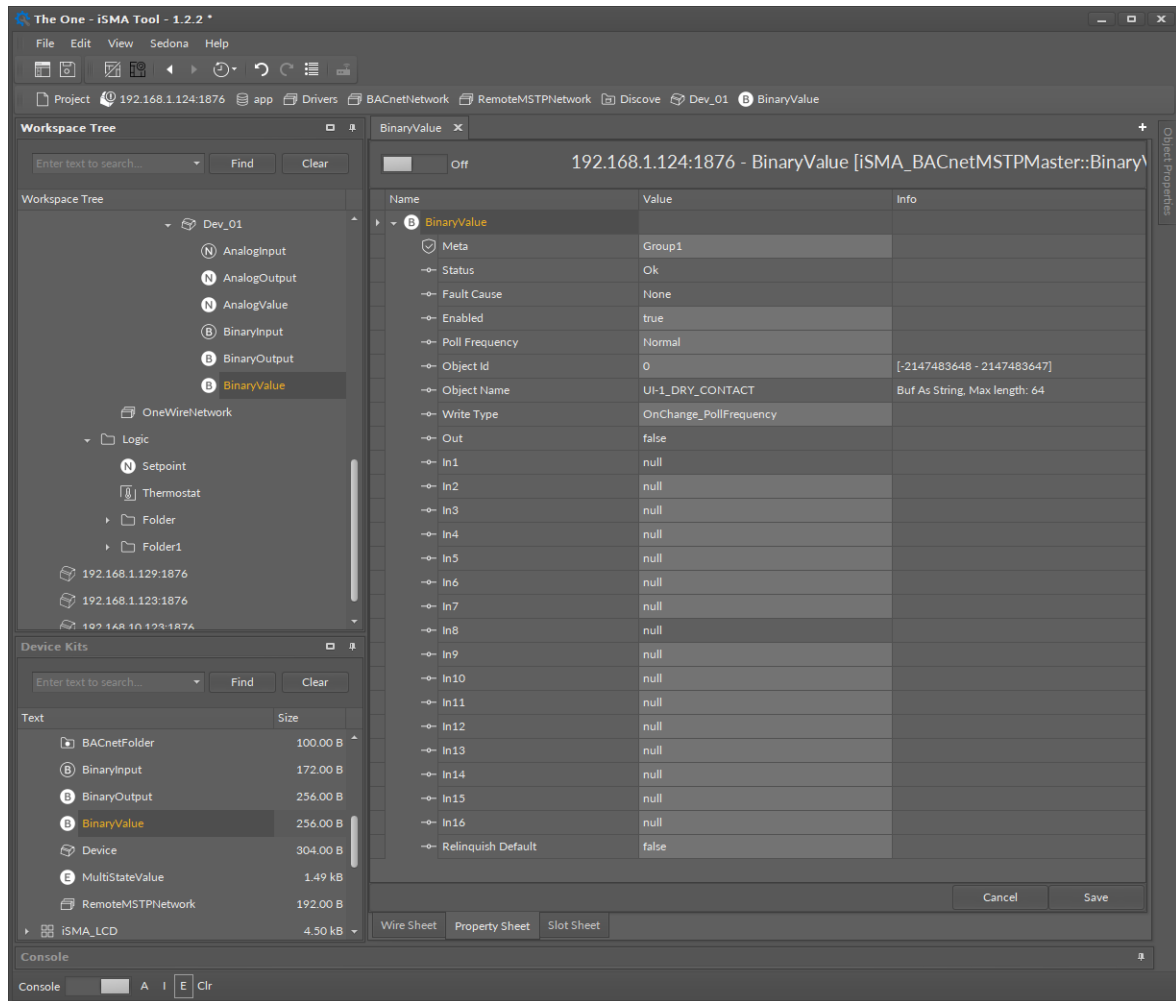 The One - iSMA Tool - 1.2.2 *
File Edit View Sedona Help
Project 192.168.1.124:1876 app Drivers BACnetNetwork RemoteMSTPNetwork Discove Dev_01 B BinaryValue
Workspace Tree
Enter text to search... Find Clear
Workspace Tree
Dev_01
N AnalogInput
N AnalogOutput
N AnalogValue
B BinaryInput
B BinaryOutput
B BinaryValue
OneWireNetwork
Logic
N Setpoint
Thermostat
Folder
Folder1
192.168.1.129:1876
192.168.1.123:1876
192.168.10.123:1876
Device Kits
Enter text to search... Find Clear
Text Size
BACnetFolder 100.00 B
B BinaryInput 172.00 B
B BinaryOutput 256.00 B
B BinaryValue 256.00 B
Device 304.00 B
E MultiStateValue 1.49 kB
RemoteMSTPNetwork 192.00 B
iSMA_LCD 4.50 kB
BinaryValue X
Off 192.168.1.124:1876 - BinaryValue [iSMA_BACnetMSTPMaster::BinaryV
Name Value Info
B BinaryValue
Meta Group1
Status Ok
Fault Cause None
Enabled true
Poll Frequency Normal
Object Id 0 [-2147483648 - 2147483647]
Object Name UI-1_DRY_CONTACT Buf As String, Max length: 64
Write Type OnChange_PollFrequency
Out false
In1 null
In2 null
In3 null
In4 null
In5 null
In6 null
In7 null
In8 null
In9 null
In10 null
In11 null
In12 null
In13 null
In14 null
In15 null
In16 null
Relinquish Default false
Cancel Save
Wire Sheet Property Sheet Slot Sheet
Object Properties
Console
Console A I E Clr